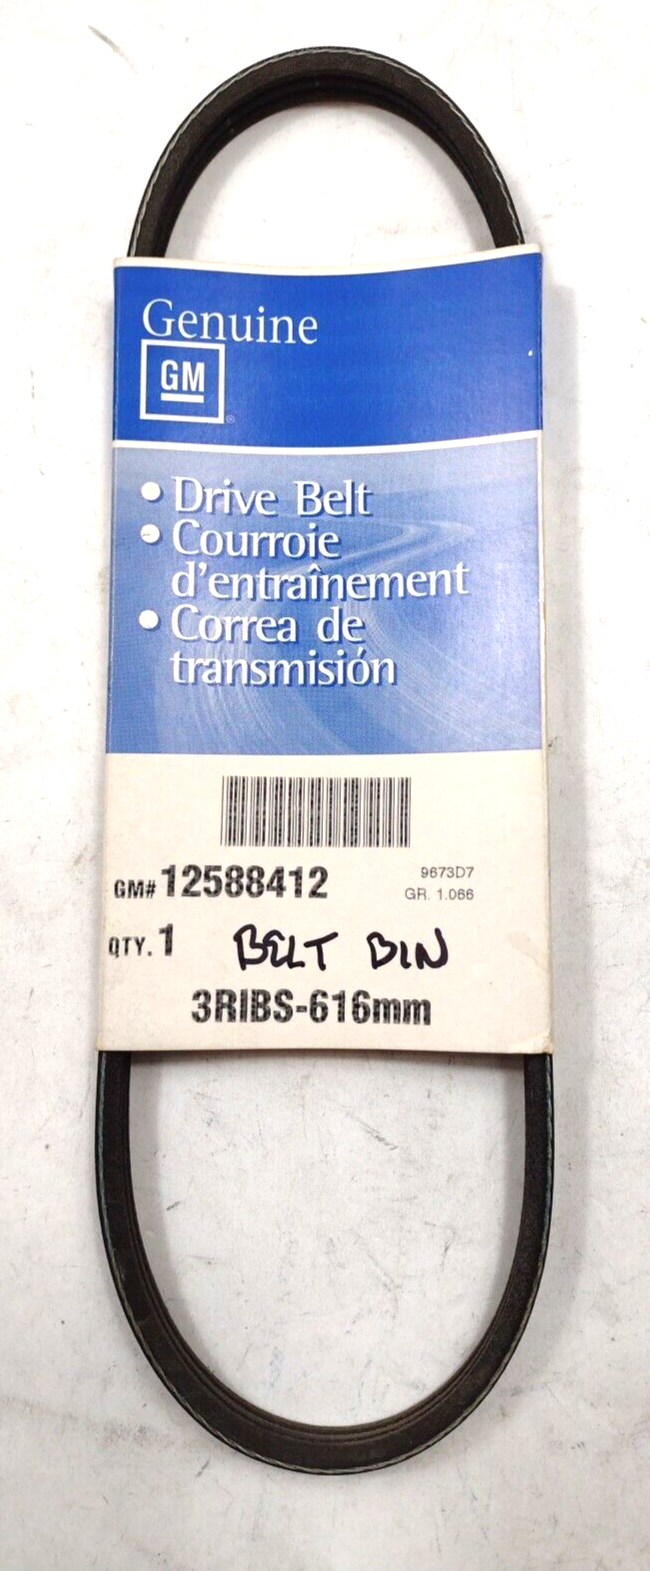 Genuine
GM
®
• Drive Belt
• Courroie
d'entraînement
• Correa de
transmisión
GM# 12588412
9673D7
GR. 1.066
QTY. 1
BELT BIN
3RIBS-616mm